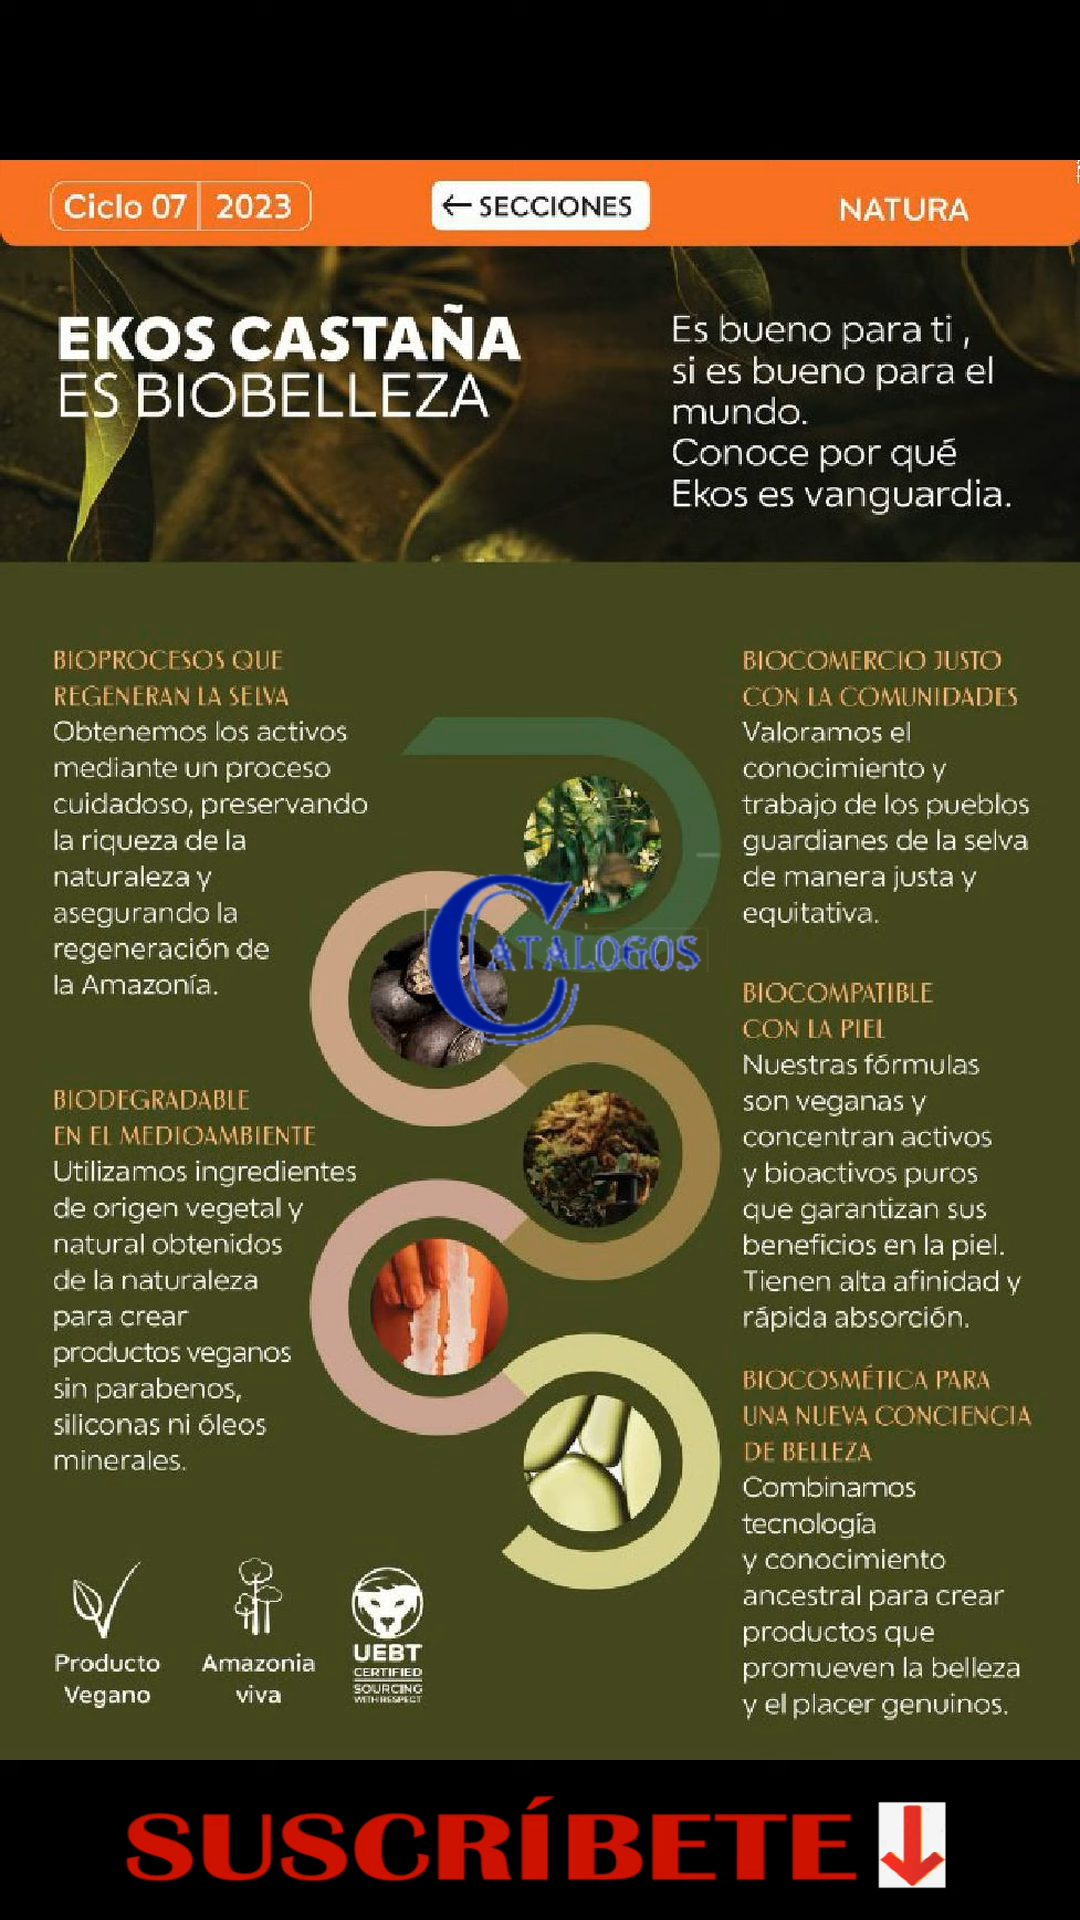 Ciclo 07 2023
← SECCIONES
NATURA
EKOS CASTAÑA
ES BIOBELLEZA
Es bueno para ti ,
si es bueno para el
mundo.
Conoce por qué
Ekos es vanguardia.
BIOPROCESOS QUE
REGENERAN LA SELVA
Obtenemos los activos
mediante un proceso
cuidadoso, preservando
la riqueza de la
naturaleza y
asegurando la
regeneración de
la Amazonía.
BIODEGRADABLE
EN EL MEDIOAMBIENTE
Utilizamos ingredientes
de origen vegetal y
natural obtenidos
de la naturaleza
para crear
productos veganos
sin parabenos,
siliconas ni óleos
minerales.
CATALOGOS
BIOCOMERCIO JUSTO
CON LA COMUNIDADES
Valoramos el
conocimiento y
trabajo de los pueblos
guardianes de la selva
de manera justa y
equitativa.
BIOCOMPATIBLE
CON LA PIEL
Nuestras fórmulas
son veganas y
concentran activos
y bioactivos puros
que garantizan sus
beneficios en la piel.
Tienen alta afinidad y
rápida absorción.
BIOCOSMÉTICA PARA
UNA NUEVA CONCIENCIA
DE BELLEZA
Combinamos
tecnología
y conocimiento
ancestral para crear
productos que
promueven la belleza
y el placer genuinos.
Producto
Vegano
Amazonia
viva
UEBT
CERTIFIED
SOURCING
WITH RESPECT
SUSCRÍBETE